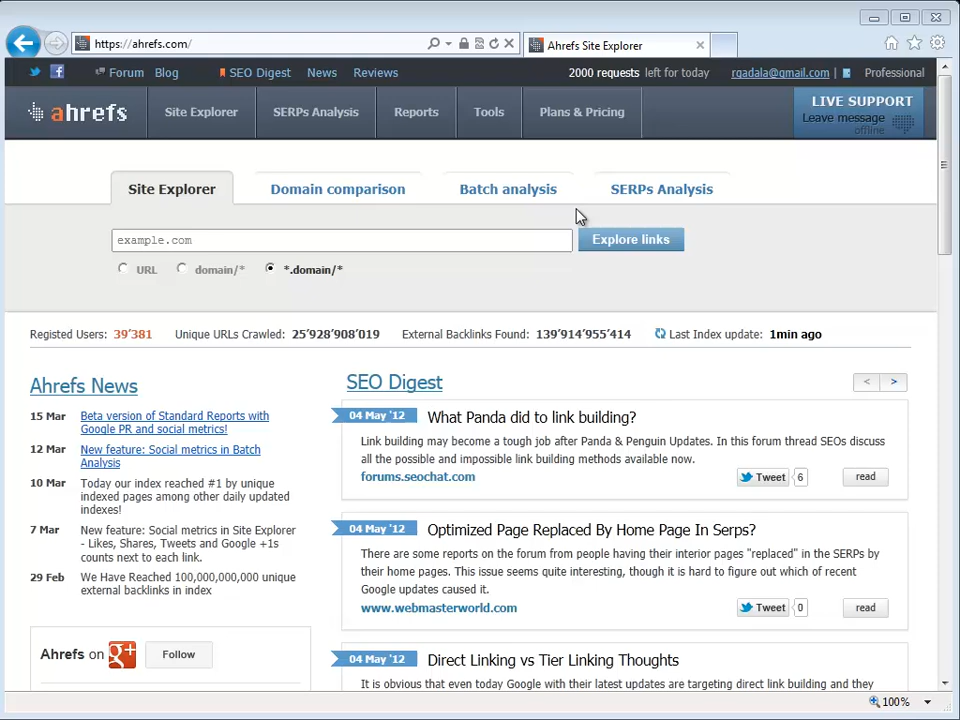 https://ahrefs.com/
Ahrefs Site Explorer
Forum Blog SEO Digest News Reviews 2000 requests left for today rgadala@gmail.com Professional
ahrefs Site Explorer SERPs Analysis Reports Tools Plans & Pricing
LIVE SUPPORT
Leave message
offline
Site Explorer Domain comparison Batch analysis SERPs Analysis
example.com Explore links
URL domain/* *.domain/*
Registed Users: 39'381 Unique URLs Crawled: 25'928'908'019 External Backlinks Found: 139'914'955'414 Last Index update: 1min ago
Ahrefs News
15 Mar Beta version of Standard Reports with
Google PR and social metrics!
12 Mar New feature: Social metrics in Batch
Analysis
10 Mar Today our index reached #1 by unique
indexed pages among other daily updated
indexes!
7 Mar New feature: Social metrics in Site Explorer
- Likes, Shares, Tweets and Google +1s
counts next to each link.
29 Feb We Have Reached 100,000,000,000 unique
external backlinks in index
Ahrefs on g+ Follow
SEO Digest < >
04 May '12 What Panda did to link building?
Link building may become a tough job after Panda & Penguin Updates. In this forum thread SEOs discuss
all the possible and impossible link building methods available now.
forums.seochat.com Tweet 6 read
04 May '12 Optimized Page Replaced By Home Page In Serps?
There are some reports on the forum from people having their interior pages "replaced" in the SERPs by
their home pages. This issue seems quite interesting, though it is hard to figure out which of recent
Google updates caused it.
www.webmasterworld.com Tweet 0 read
04 May '12 Direct Linking vs Tier Linking Thoughts
It is obvious that even today Google with their latest updates are targeting direct link building and they
100%